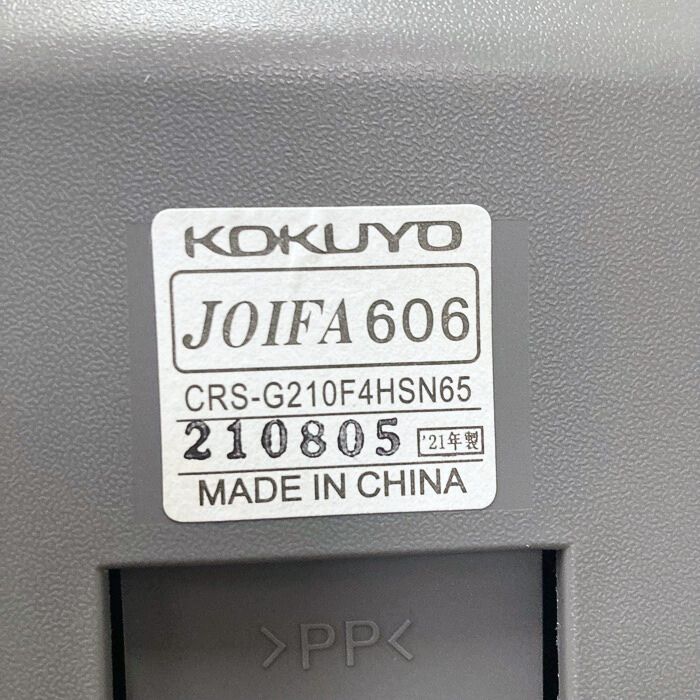 KOKUYO
JOIFA 606
CRS-G210F4HSN65
210805 '21年製
MADE IN CHINA
>PP<